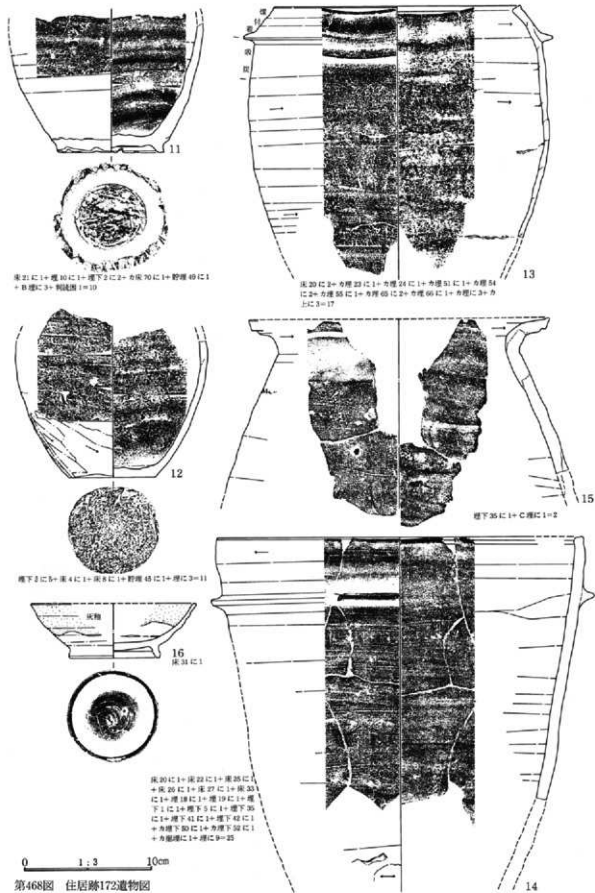 11
床21に1+埋10に1+埋下2に2+カ床70に1+貯埋49に1
+B埋に3+判読困1=10
煤付着
吸炭
13
床20に2+カ埋23に1+カ埋24に1+カ埋51に1+カ埋54
に2+カ埋55に1+カ埋65に2+カ埋66に1+カ埋に3+カ
上に3=17
12
埋下2に5+床4に1+床8に1+貯埋45に1+埋に3=11
15
埋下35に1+C埋に1=2
灰釉
16
床31に1
床20に1+床22に1+床25に1
+床26に1+床27に1+床33
に1+埋18に1+埋19に1+埋
下1に1+埋下5に1+埋下35
に1+埋下41に1+埋下42に1
+カ埋下50に1+カ埋下52に1
に1+埋に9=25
14
0 1:3 10cm
第468図 住居跡172遺物図